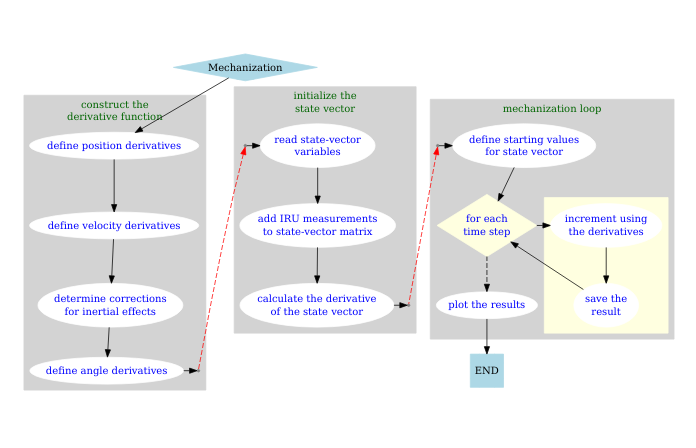 Mechanization
construct the
derivative function
define position derivatives
define velocity derivatives
determine corrections
for inertial effects
define angle derivatives
initialize the
state vector
read state-vector
variables
add IRU measurements
to state-vector matrix
calculate the derivative
of the state vector
mechanization loop
define starting values
for state vector
for each
time step
increment using
the derivatives
save the
result
plot the results
END